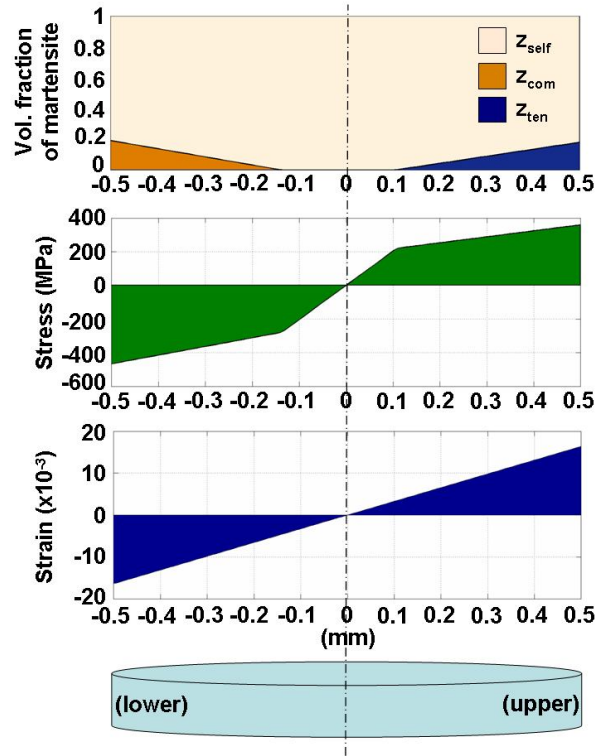 1
0.8
0.6
0.4
0.2
0
Vol. fraction
of martensite
z_self
z_com
z_ten
-0.5 -0.4 -0.3 -0.2 -0.1 0 0.1 0.2 0.3 0.4 0.5
400
200
0
-200
-400
-600
Stress (MPa)
-0.5 -0.4 -0.3 -0.2 -0.1 0 0.1 0.2 0.3 0.4 0.5
20
10
0
-10
-20
Strain (x10⁻³)
-0.5 -0.4 -0.3 -0.2 -0.1 0 0.1 0.2 0.3 0.4 0.5
(mm)
(lower) (upper)